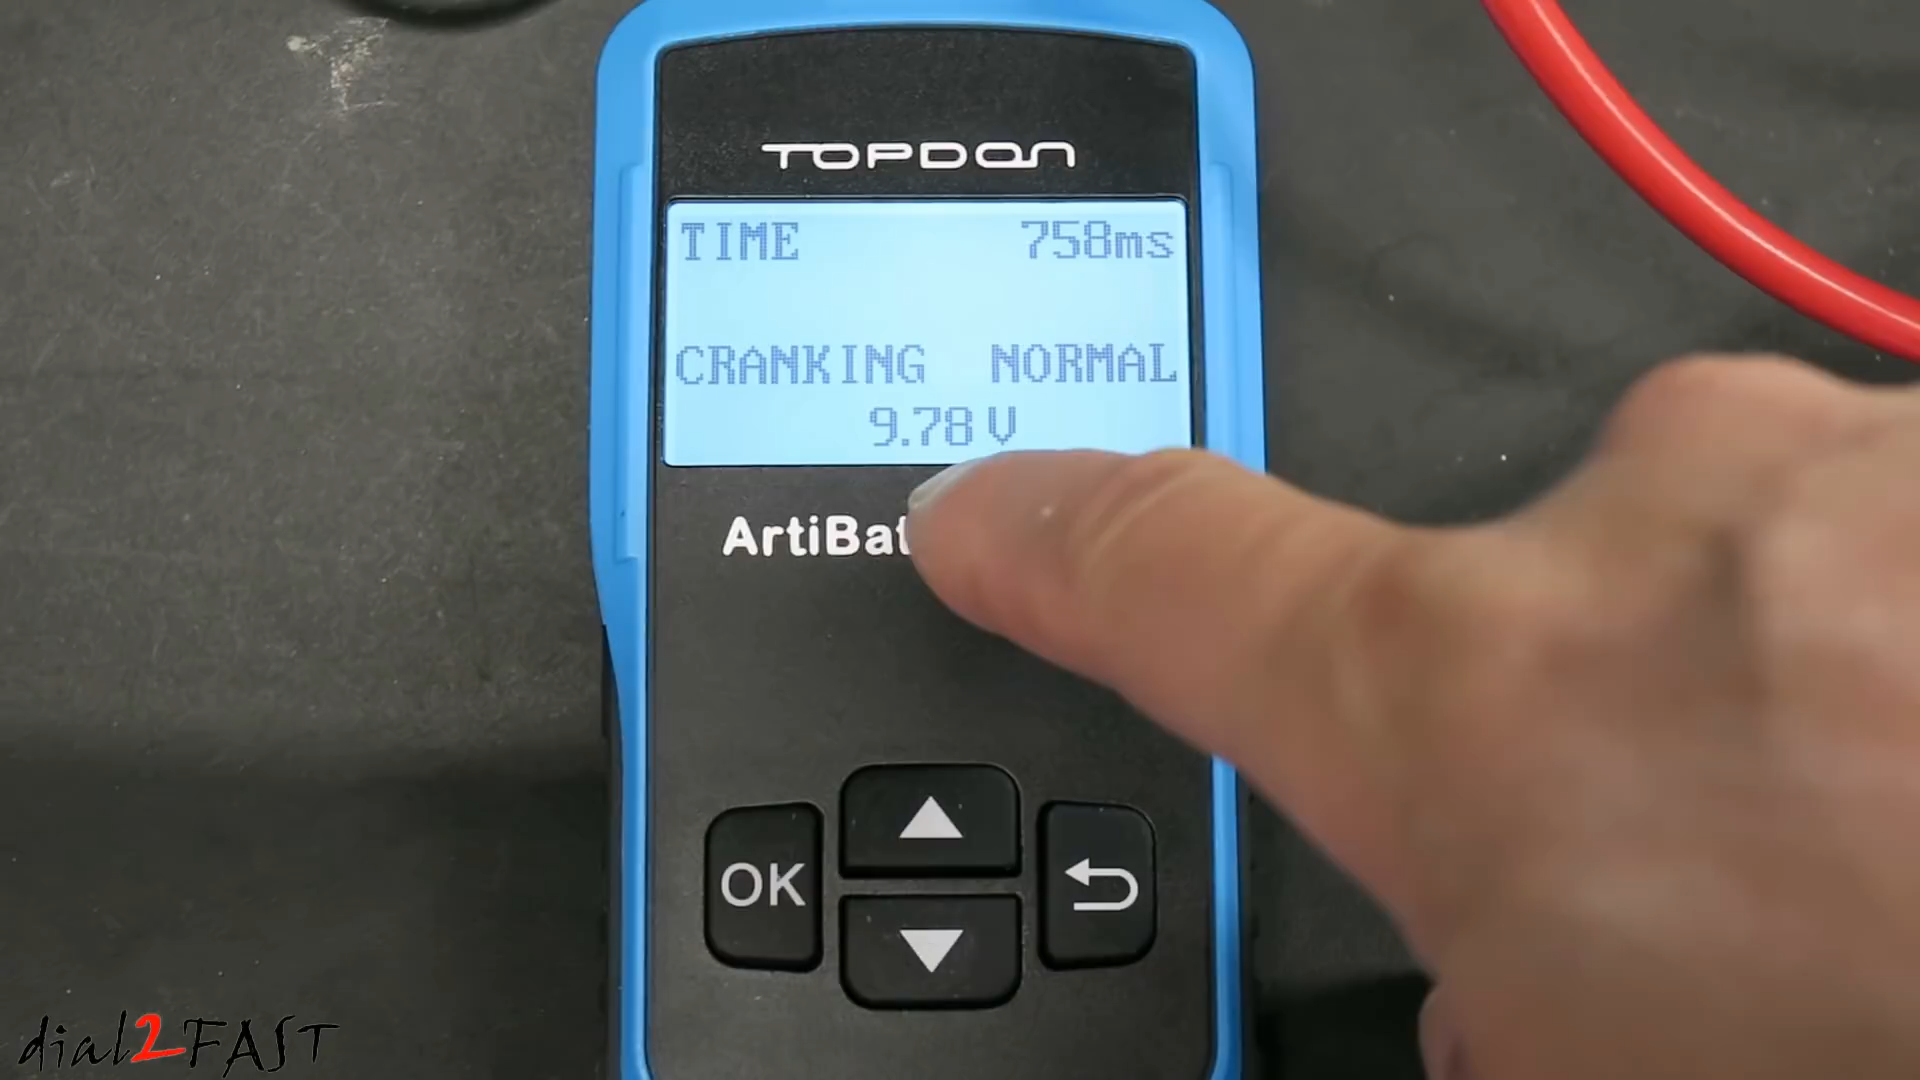 TOPDON
TIME 758ms
CRANKING NORMAL
9.78 V
OK
dial2FAST